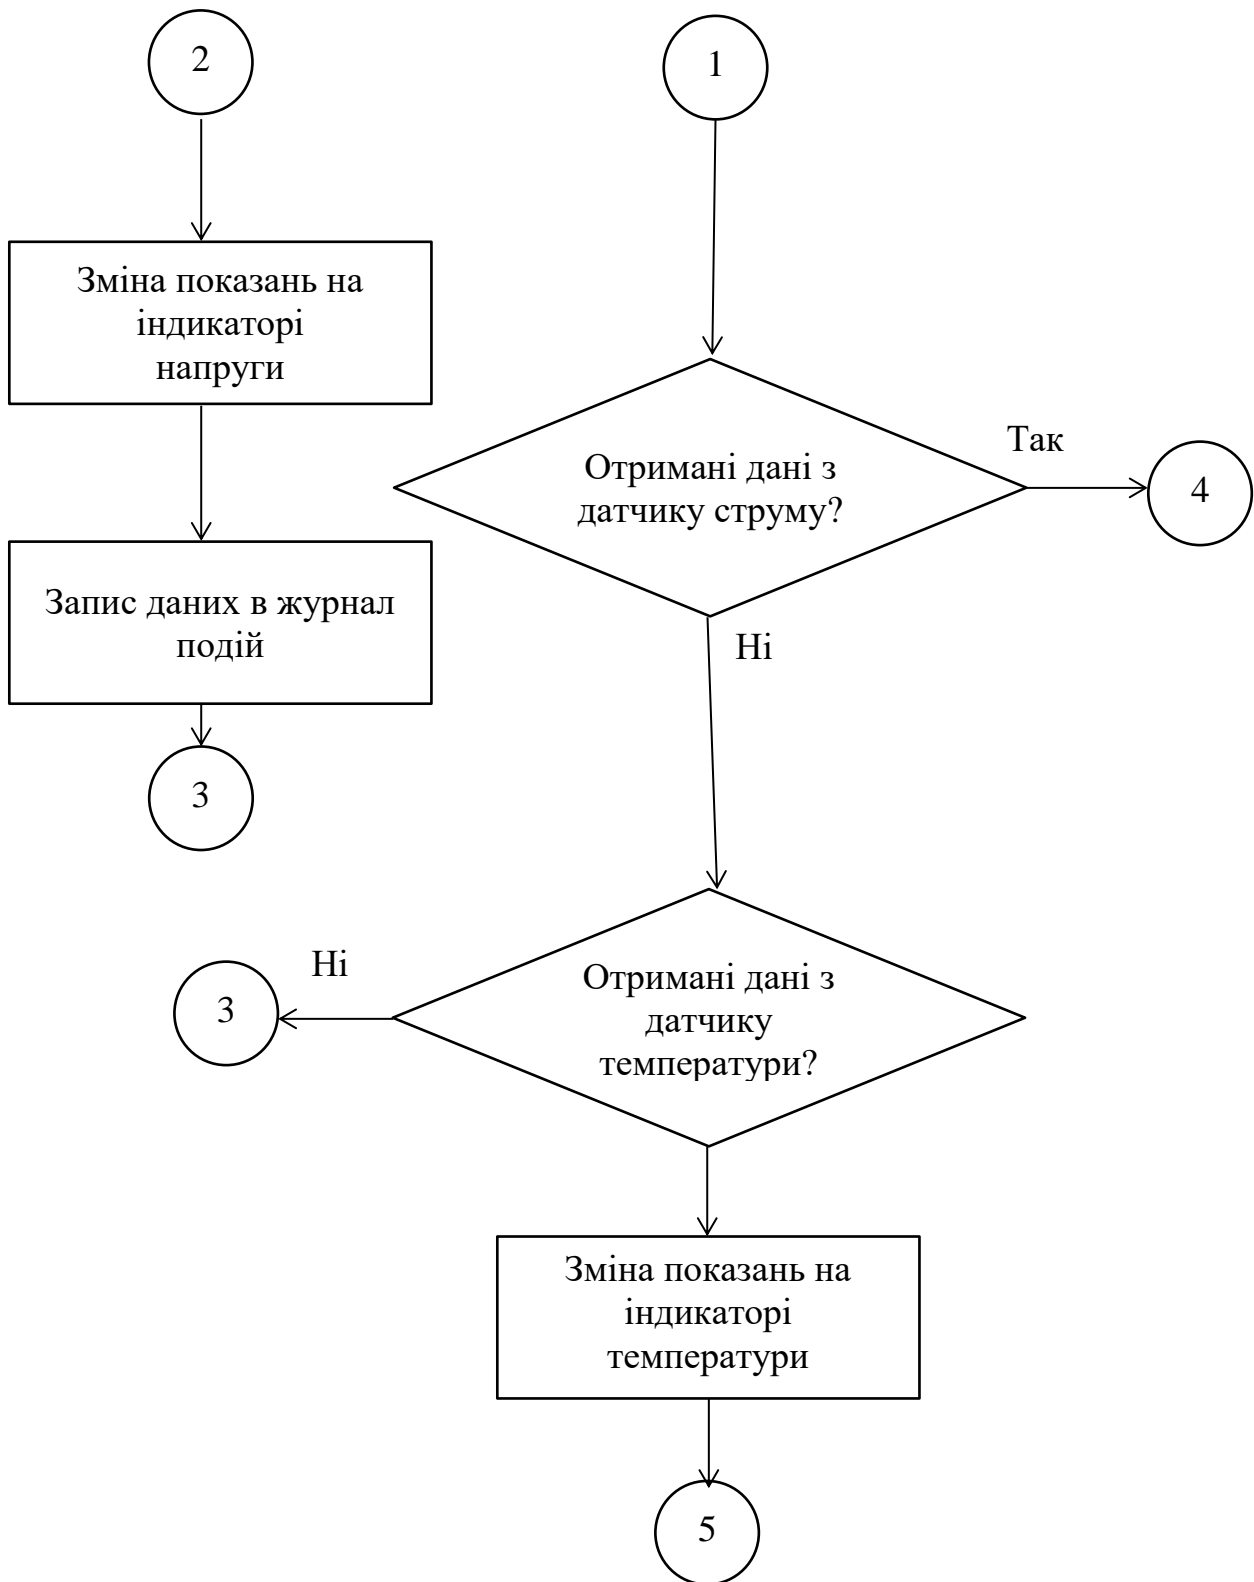 2
Зміна показань на
індикаторі
напруги
Запис даних в журнал
подій
3
1
Отримані дані з
датчику струму?
Так
4
Ні
Отримані дані з
датчику
температури?
Ні
3
Зміна показань на
індикаторі
температури
5